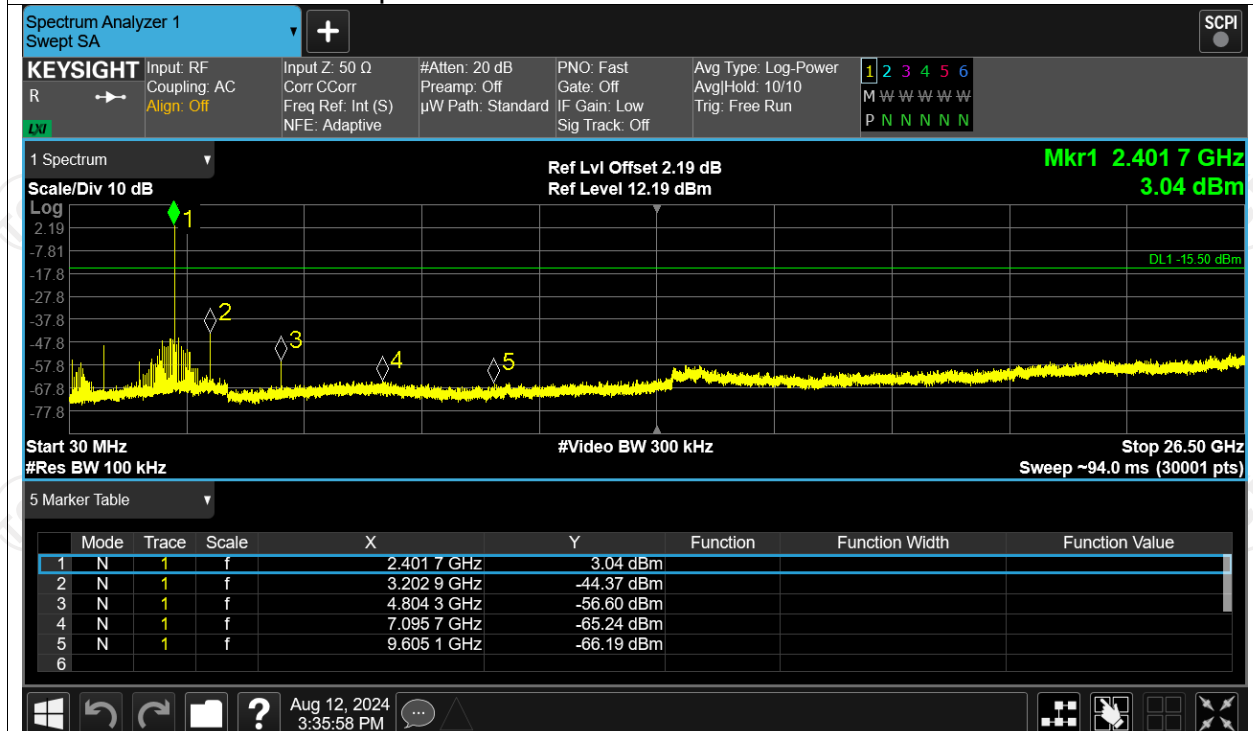 Spectrum Analyzer 1
Swept SA
+
SCPI
KEYSIGHT
R
LXI
Input: RF
Coupling: AC
Align: Off
Input Z: 50 Ω
Corr CCorr
Freq Ref: Int (S)
NFE: Adaptive
#Atten: 20 dB
Preamp: Off
µW Path: Standard
PNO: Fast
Gate: Off
IF Gain: Low
Sig Track: Off
Avg Type: Log-Power
Avg|Hold: 10/10
Trig: Free Run
1 2 3 4 5 6
M W W W W W
P N N N N N
1 Spectrum
Scale/Div 10 dB
Ref Lvl Offset 2.19 dB
Ref Level 12.19 dBm
Mkr1 2.401 7 GHz
3.04 dBm
Log
2.19
-7.81
-17.8
-27.8
-37.8
-47.8
-57.8
-67.8
-77.8
1
2
3
4
5
DL1 -15.50 dBm
Start 30 MHz
#Video BW 300 kHz
Stop 26.50 GHz
#Res BW 100 kHz
Sweep ~94.0 ms (30001 pts)
5 Marker Table
Mode Trace Scale X Y Function Function Width Function Value
1 N 1 f 2.401 7 GHz 3.04 dBm
2 N 1 f 3.202 9 GHz -44.37 dBm
3 N 1 f 4.804 3 GHz -56.60 dBm
4 N 1 f 7.095 7 GHz -65.24 dBm
5 N 1 f 9.605 1 GHz -66.19 dBm
6
?
Aug 12, 2024
3:35:58 PM